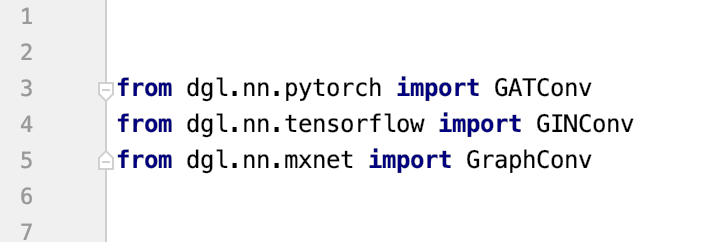 1
2
3 from dgl.nn.pytorch import GATConv
4 from dgl.nn.tensorflow import GINConv
5 from dgl.nn.mxnet import GraphConv
6
7